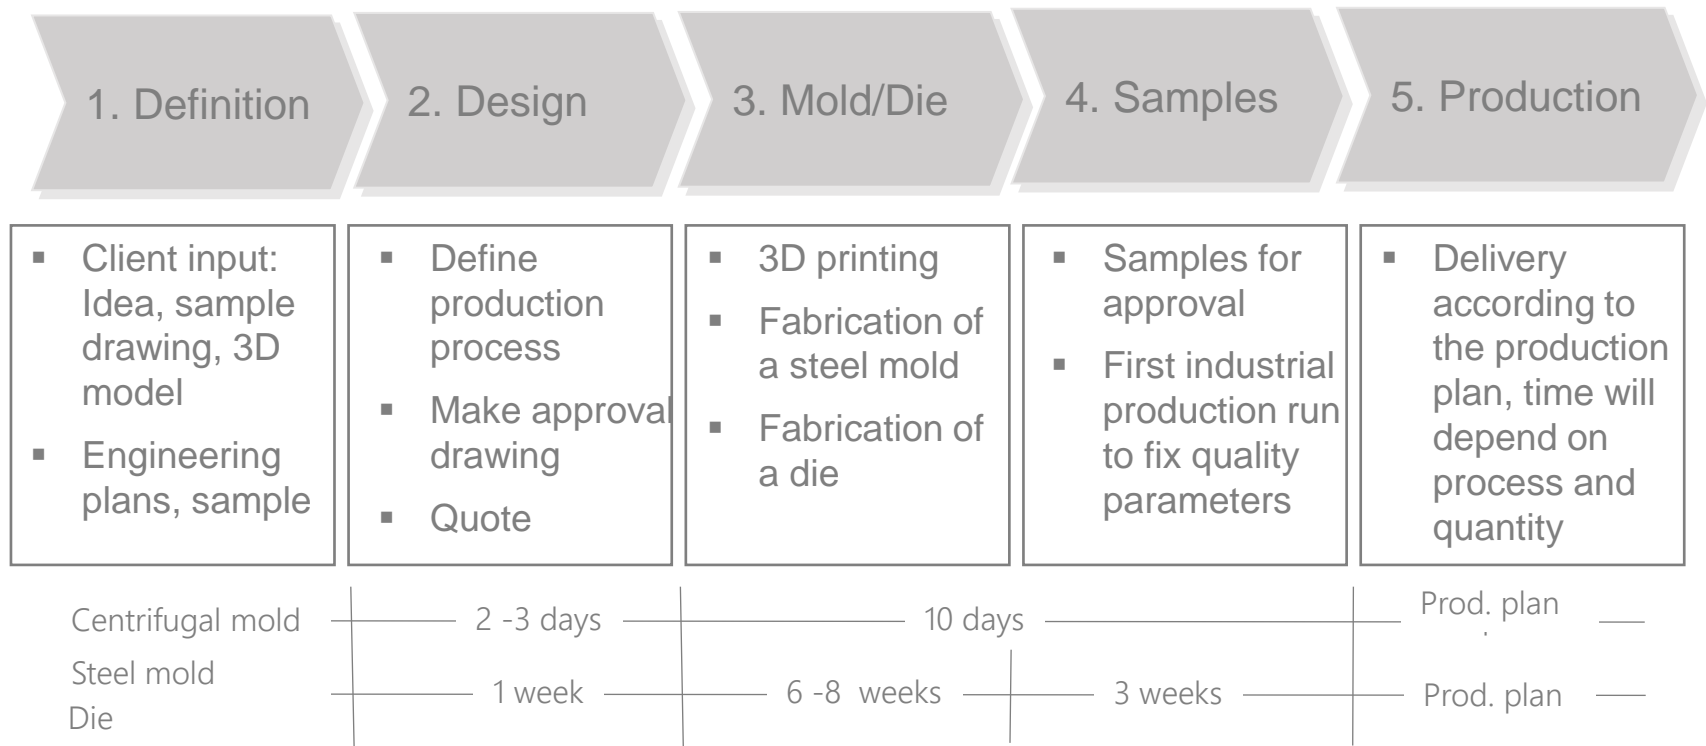 1. Definition
2. Design
3. Mold/Die
4. Samples
5. Production
▪ Client input:
Idea, sample
drawing, 3D
model
▪ Engineering
plans, sample
▪ Define
production
process
▪ Make approval
drawing
▪ Quote
▪ 3D printing
▪ Fabrication of
a steel mold
▪ Fabrication of
a die
▪ Samples for
approval
▪ First industrial
production run
to fix quality
parameters
▪ Delivery
according to
the production
plan, time will
depend on
process and
quantity
Centrifugal mold
2 -3 days
10 days
Prod. plan
Steel mold
Die
1 week
6 -8 weeks
3 weeks
Prod. plan